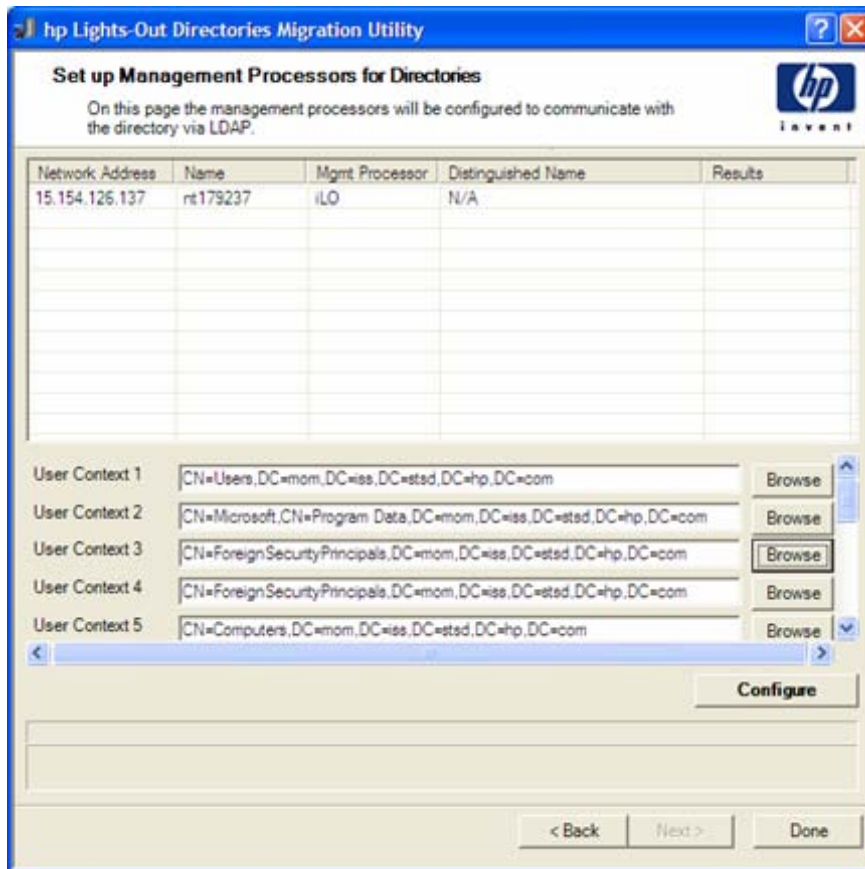 hp Lights-Out Directories Migration Utility
Set up Management Processors for Directories
On this page the management processors will be configured to communicate with
the directory via LDAP.
hp
invent
Network Address Name Mgmt Processor Distinguished Name Results
15.154.126.137 nt179237 iLO N/A
User Context 1 CN=Users,DC=mom,DC=iss,DC=stsd,DC=hp,DC=com Browse
User Context 2 CN=Microsoft,CN=Program Data,DC=mom,DC=iss,DC=stsd,DC=hp,DC=com Browse
User Context 3 CN=ForeignSecurityPrincipals,DC=mom,DC=iss,DC=stsd,DC=hp,DC=com Browse
User Context 4 CN=ForeignSecurityPrincipals,DC=mom,DC=iss,DC=stsd,DC=hp,DC=com Browse
User Context 5 CN=Computers,DC=mom,DC=iss,DC=stsd,DC=hp,DC=com Browse
Configure
< Back Next > Done